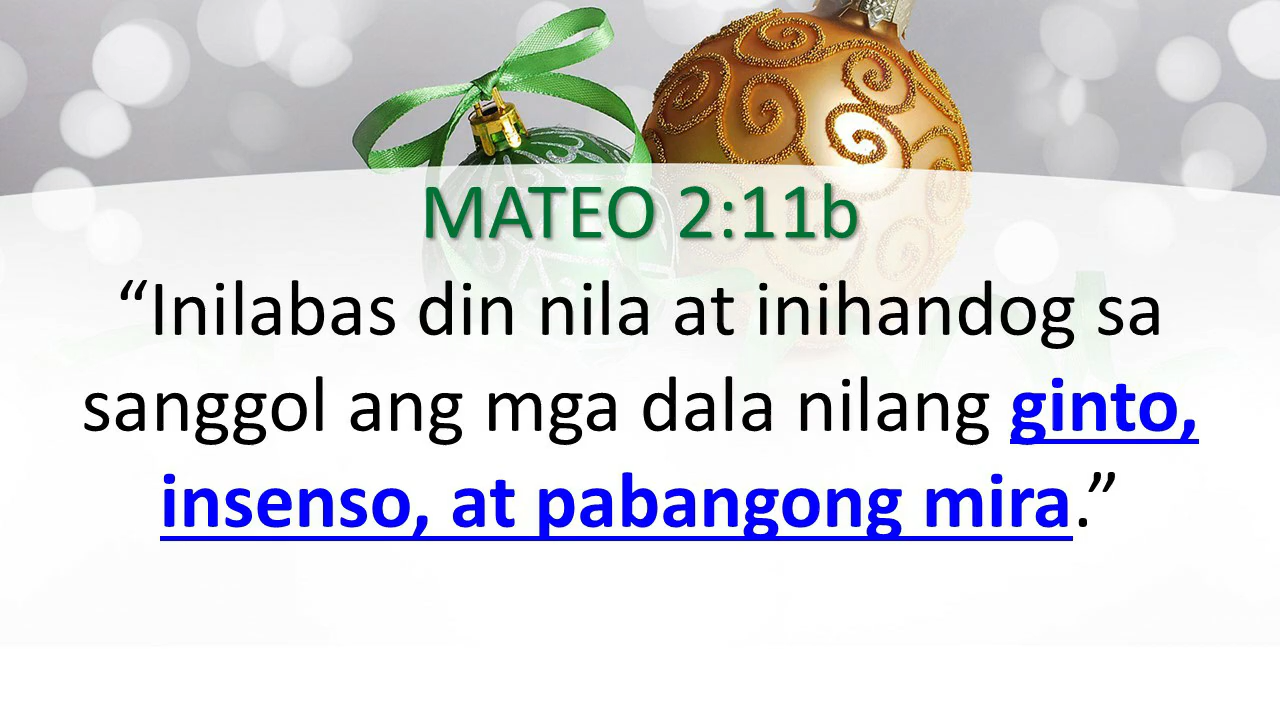 MATEO 2:11b
“Inilabas din nila at inihandog sa
sanggol ang mga dala nilang ginto,
insenso, at pabangong mira.”